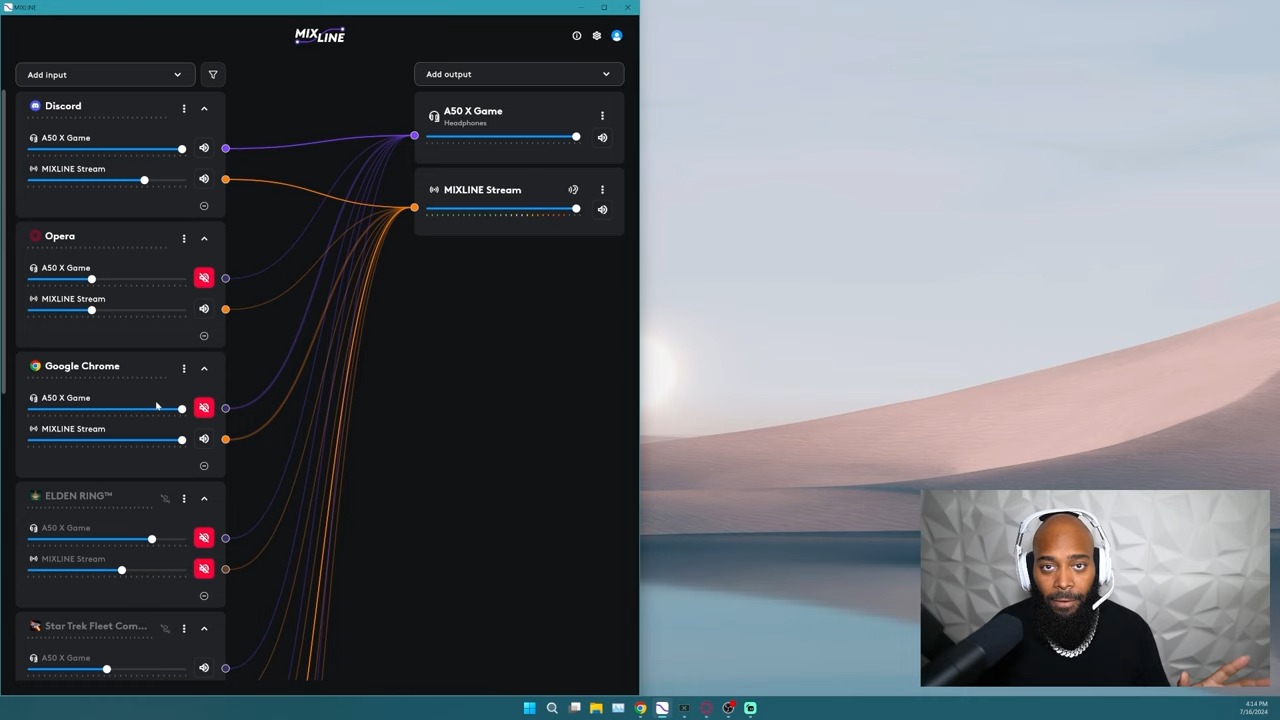 MIXLINE
MIXLINE
Add input
Add output
Discord
A50 X Game
MIXLINE Stream
Opera
A50 X Game
MIXLINE Stream
Google Chrome
A50 X Game
MIXLINE Stream
ELDEN RING™
A50 X Game
MIXLINE Stream
Star Trek Fleet Com...
A50 X Game
A50 X Game
Headphones
MIXLINE Stream
4:14 PM
7/16/2024